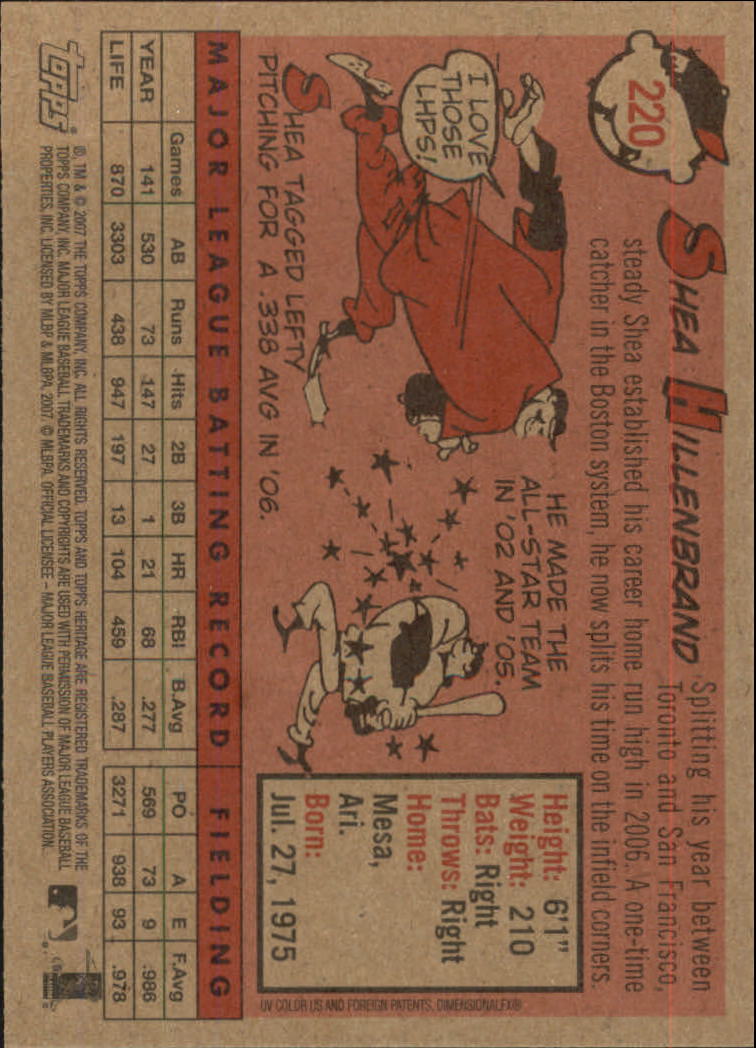 220
SHEA HILLENBRAND
Splitting his year between
Toronto and San Francisco,
steady Shea established his career home run high in 2006. A one-time
catcher in the Boston system, he now splits his time on the infield corners.
I LOVE
THOSE
LHPS!
SHEA TAGGED LEFTY
PITCHING FOR A .338 AVG IN '06.
HE MADE THE
ALL-STAR TEAM
IN '02 AND '05.
Height: 6'1"
Weight: 210
Bats: Right
Throws: Right
Home:
Mesa,
Ari.
Born:
Jul. 27, 1975
UV COLOR US AND FOREIGN PATENTS, DIMENSIONALFX®
MAJOR LEAGUE BATTING RECORD FIELDING
Games AB Runs Hits 2B 3B HR RBI B.Avg PO A E F.Avg
YEAR 141 530 73 147 27 1 21 68 .277 569 73 9 .986
LIFE 870 3303 438 947 197 13 104 459 .287 3271 938 93 .978
Topps®
®, TM & © 2007 THE TOPPS COMPANY, INC. ALL RIGHTS RESERVED. TOPPS AND TOPPS HERITAGE ARE REGISTERED TRADEMARKS OF THE
TOPPS COMPANY, INC. MAJOR LEAGUE BASEBALL TRADEMARKS AND COPYRIGHTS ARE USED WITH PERMISSION OF MAJOR LEAGUE BASEBALL
PROPERTIES, INC. LICENSED BY MLBP & MLBPA, 2007. © MLBPA. OFFICIAL LICENSEE – MAJOR LEAGUE BASEBALL PLAYERS ASSOCIATION.